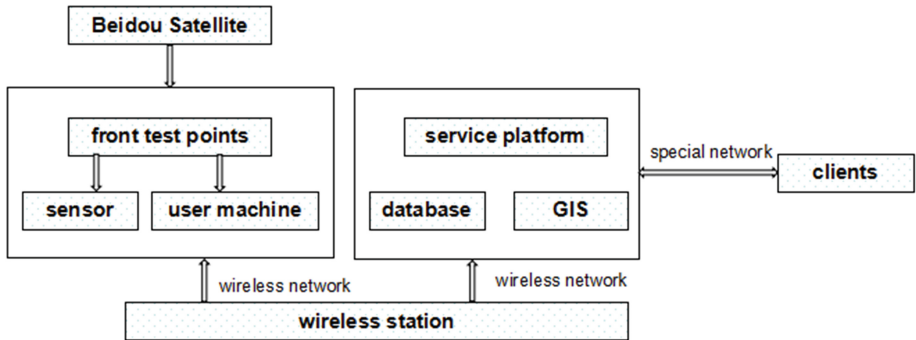 Beidou Satellite
front test points
sensor
user machine
service platform
database
GIS
special network
clients
wireless network
wireless network
wireless station